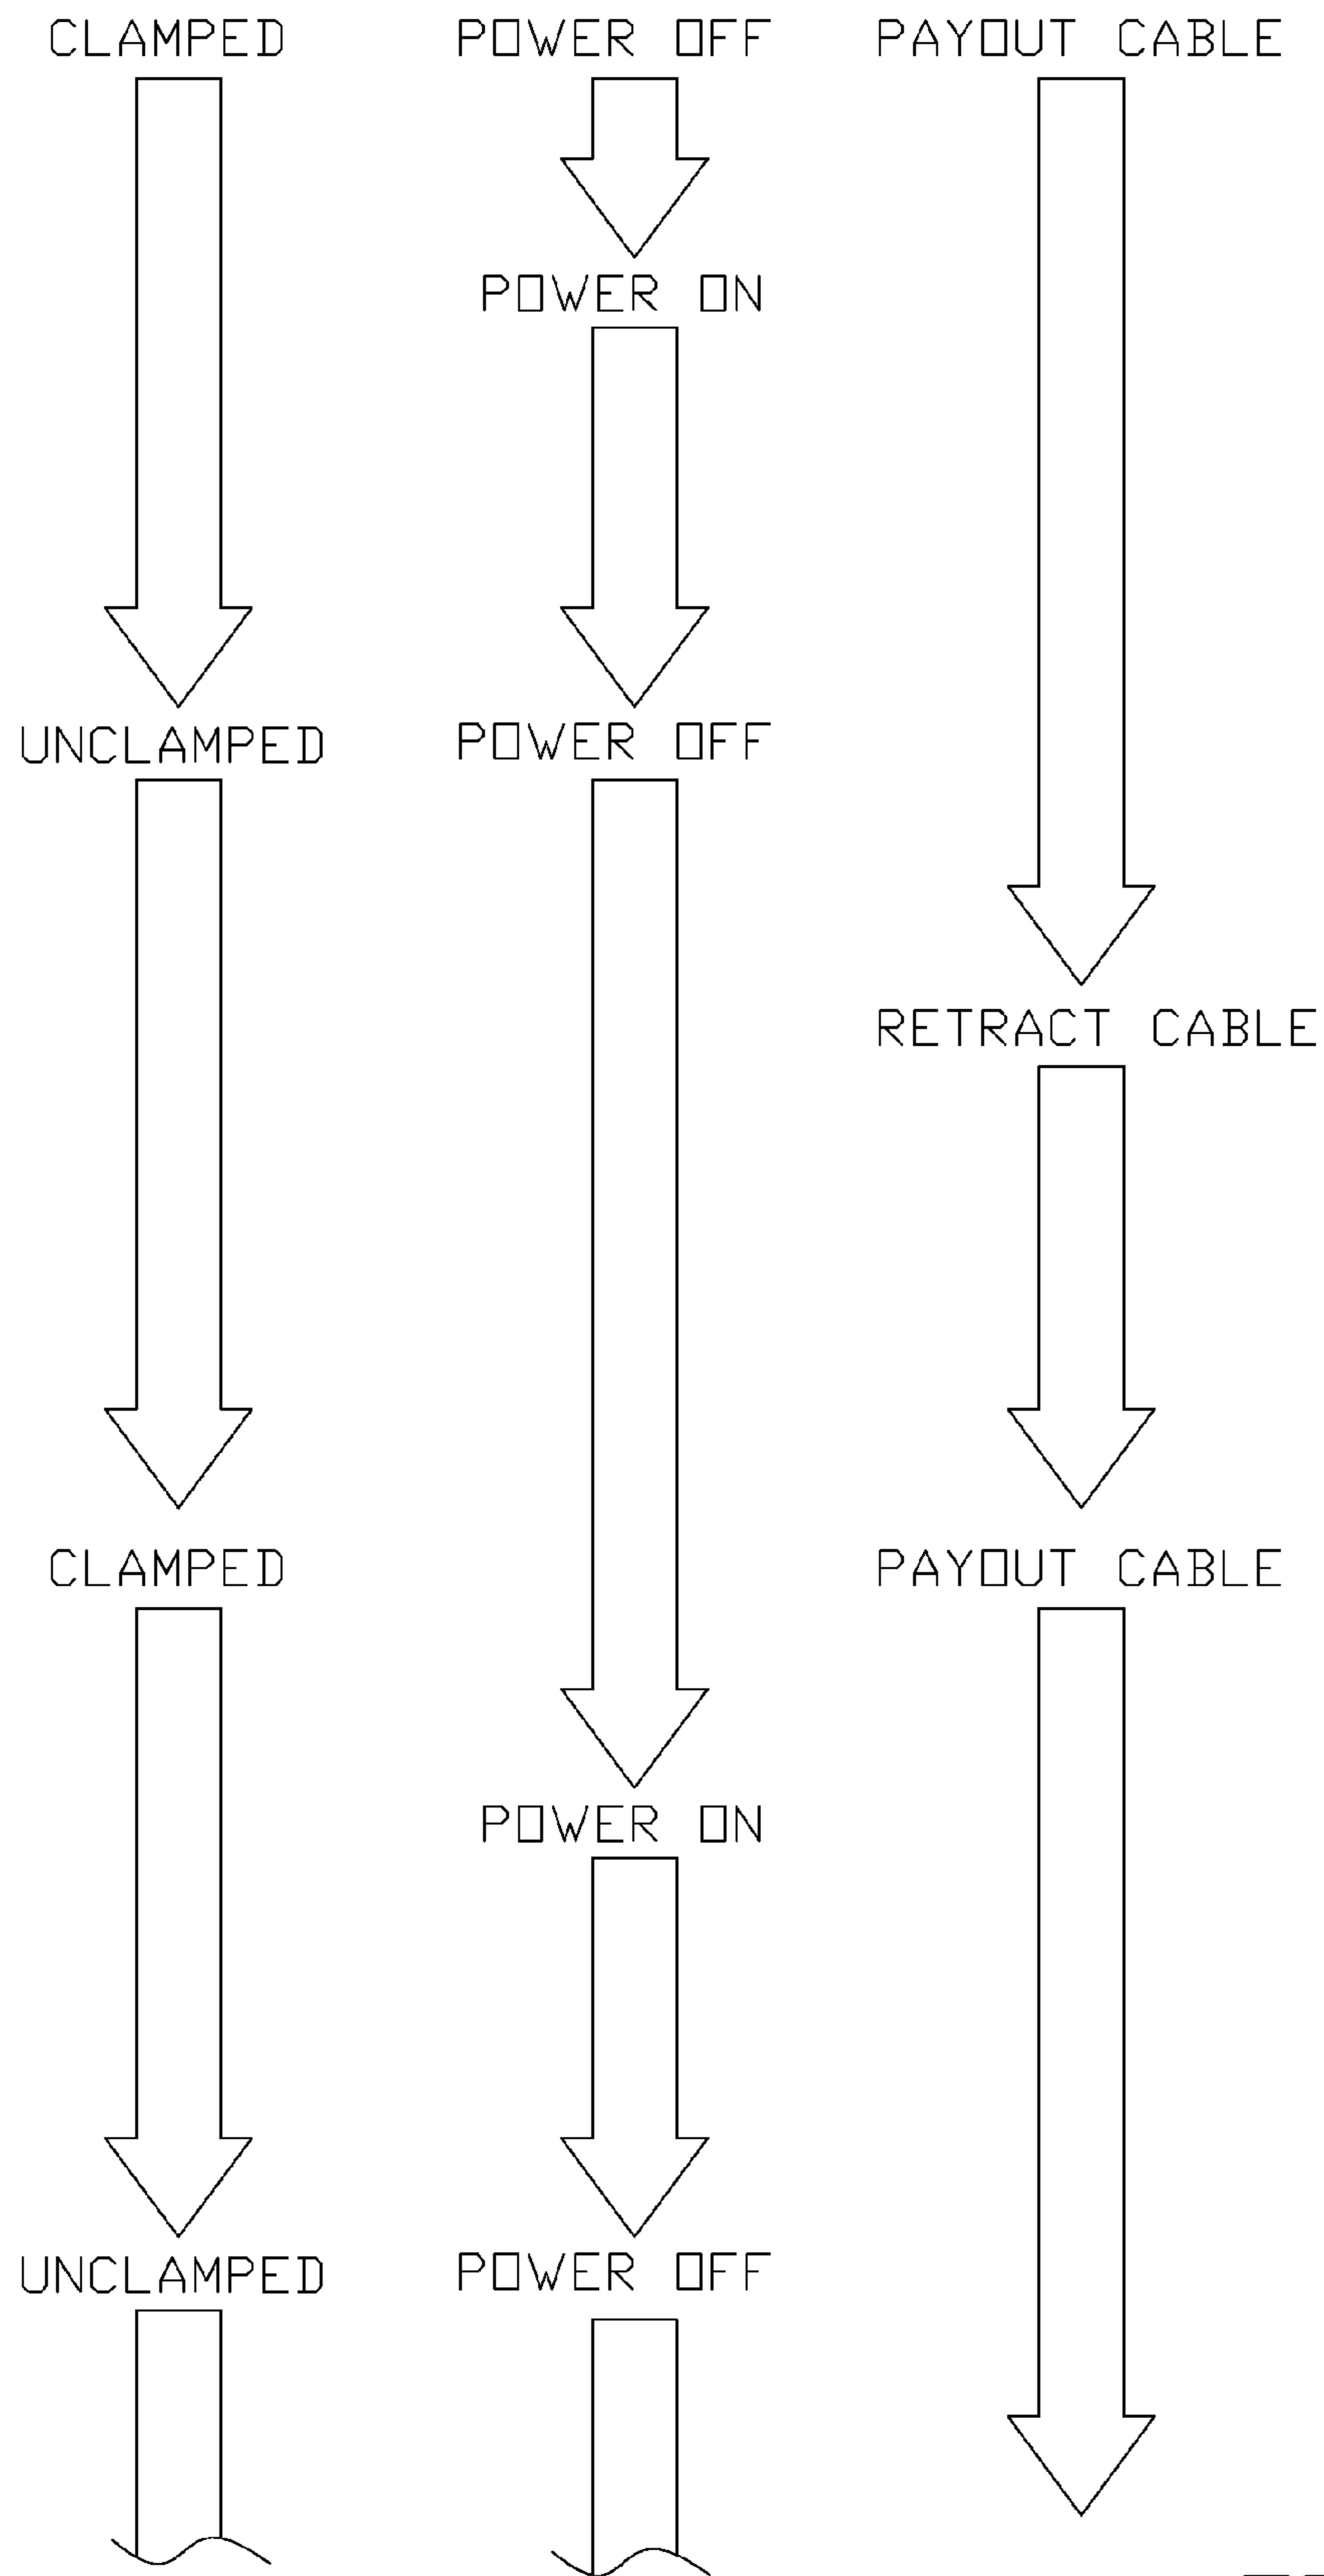 CLAMPED POWER OFF PAYOUT CABLE
POWER ON
UNCLAMPED POWER OFF
RETRACT CABLE
CLAMPED PAYOUT CABLE
POWER ON
UNCLAMPED POWER OFF